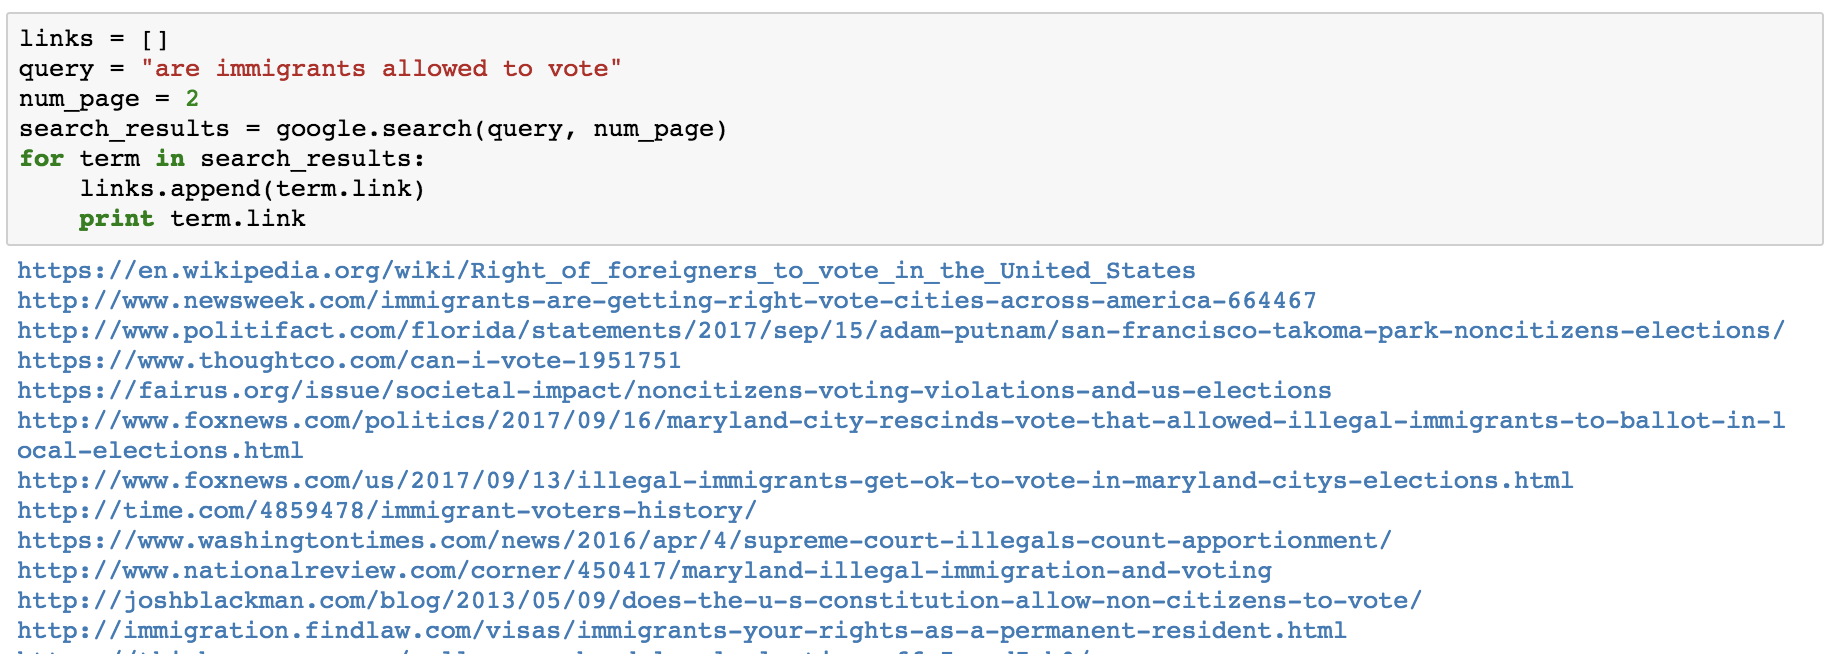 links = []
query = "are immigrants allowed to vote"
num_page = 2
search_results = google.search(query, num_page)
for term in search_results:
    links.append(term.link)
    print term.link
https://en.wikipedia.org/wiki/Right_of_foreigners_to_vote_in_the_United_States
http://www.newsweek.com/immigrants-are-getting-right-vote-cities-across-america-664467
http://www.politifact.com/florida/statements/2017/sep/15/adam-putnam/san-francisco-takoma-park-noncitizens-elections/
https://www.thoughtco.com/can-i-vote-1951751
https://fairus.org/issue/societal-impact/noncitizens-voting-violations-and-us-elections
http://www.foxnews.com/politics/2017/09/16/maryland-city-rescinds-vote-that-allowed-illegal-immigrants-to-ballot-in-l
ocal-elections.html
http://www.foxnews.com/us/2017/09/13/illegal-immigrants-get-ok-to-vote-in-maryland-citys-elections.html
http://time.com/4859478/immigrant-voters-history/
https://www.washingtontimes.com/news/2016/apr/4/supreme-court-illegals-count-apportionment/
http://www.nationalreview.com/corner/450417/maryland-illegal-immigration-and-voting
http://joshblackman.com/blog/2013/05/09/does-the-u-s-constitution-allow-non-citizens-to-vote/
http://immigration.findlaw.com/visas/immigrants-your-rights-as-a-permanent-resident.html